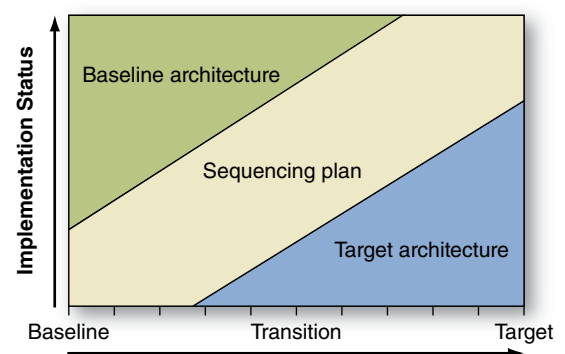 Implementation Status
Baseline architecture
Sequencing plan
Target architecture
Baseline
Transition
Target